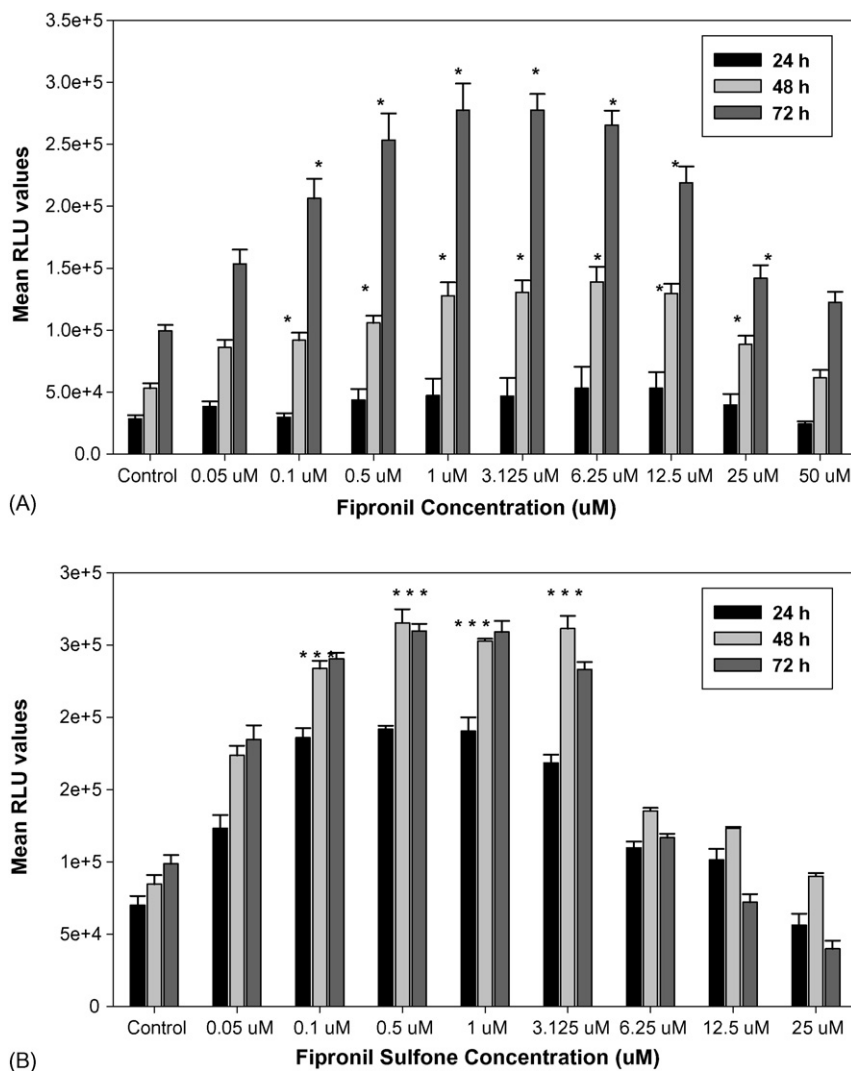 3.5e+5
3.0e+5
2.5e+5
2.0e+5
1.5e+5
1.0e+5
5.0e+4
0.0
Mean RLU values
24 h
48 h
72 h
* * * * * * * *
* * * * * * * *
Control 0.05 uM 0.1 uM 0.5 uM 1 uM 3.125 uM 6.25 uM 12.5 uM 25 uM 50 uM
(A)
Fipronil Concentration (uM)
3e+5
3e+5
2e+5
2e+5
1e+5
5e+4
0
Mean RLU values
24 h
48 h
72 h
* * * * * * * * * * * *
Control 0.05 uM 0.1 uM 0.5 uM 1 uM 3.125 uM 6.25 uM 12.5 uM 25 uM
(B)
Fipronil Sulfone Concentration (uM)